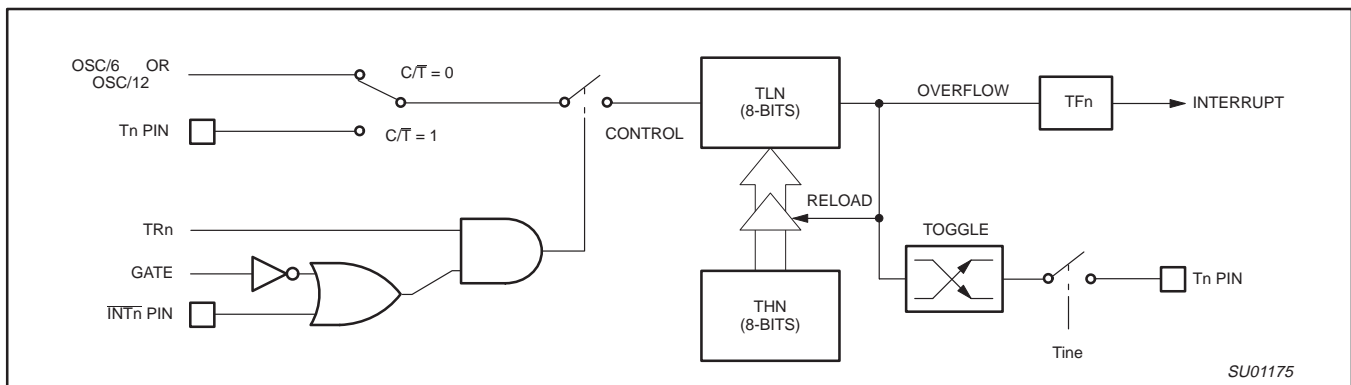 OSC/6 OR
OSC/12
C/T̅ = 0
Tn PIN
C/T̅ = 1
CONTROL
TRn
GATE
I̅N̅T̅n̅ PIN
TLN
(8-BITS)
OVERFLOW
TFn
INTERRUPT
RELOAD
TOGGLE
THN
(8-BITS)
Tn PIN
Tine
SU01175